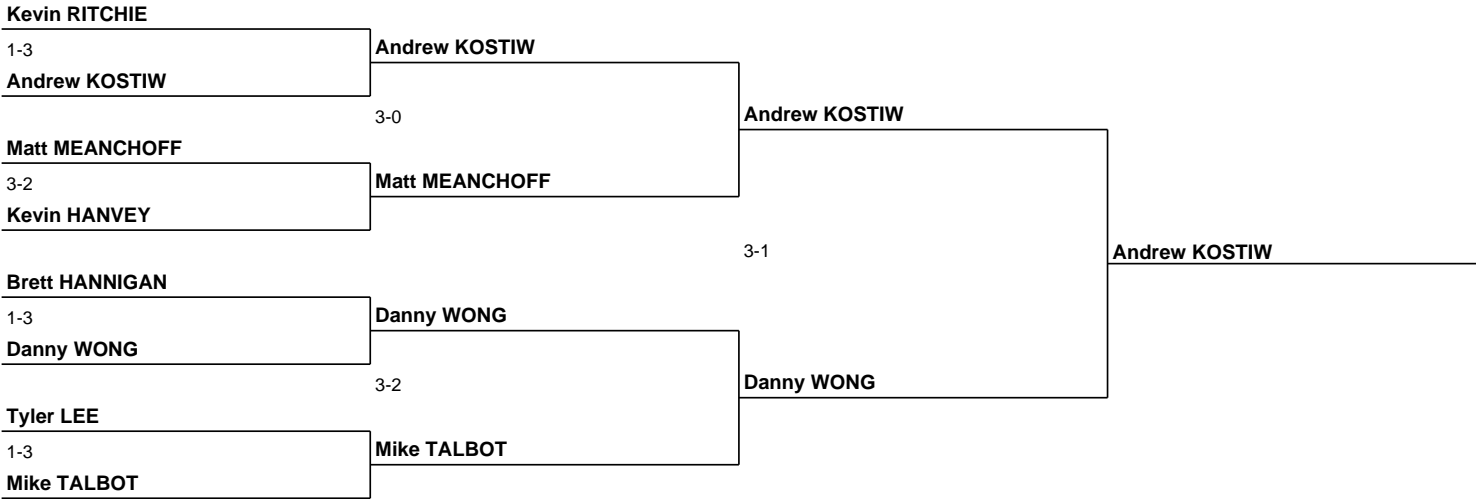 Kevin RITCHIE
1-3
Andrew KOSTIW
Matt MEANCHOFF
3-2
Kevin HANVEY
Brett HANNIGAN
1-3
Danny WONG
Tyler LEE
1-3
Mike TALBOT
Andrew KOSTIW
3-0
Matt MEANCHOFF
Danny WONG
3-2
Mike TALBOT
Andrew KOSTIW
3-1
Danny WONG
Andrew KOSTIW